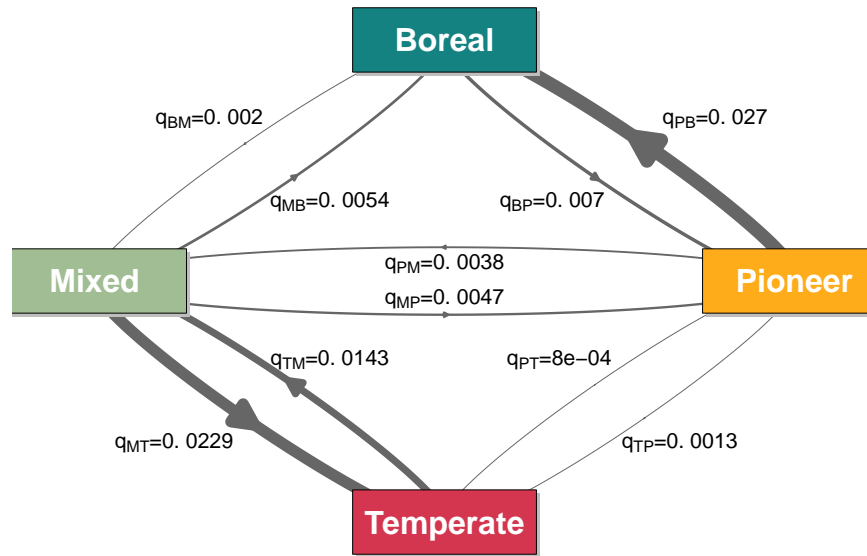 Boreal
qBM=0. 002
qPB=0. 027
qMB=0. 0054
qBP=0. 007
Mixed
qPM=0. 0038
qMP=0. 0047
Pioneer
qTM=0. 0143
qPT=8e−04
qMT=0. 0229
qTP=0. 0013
Temperate